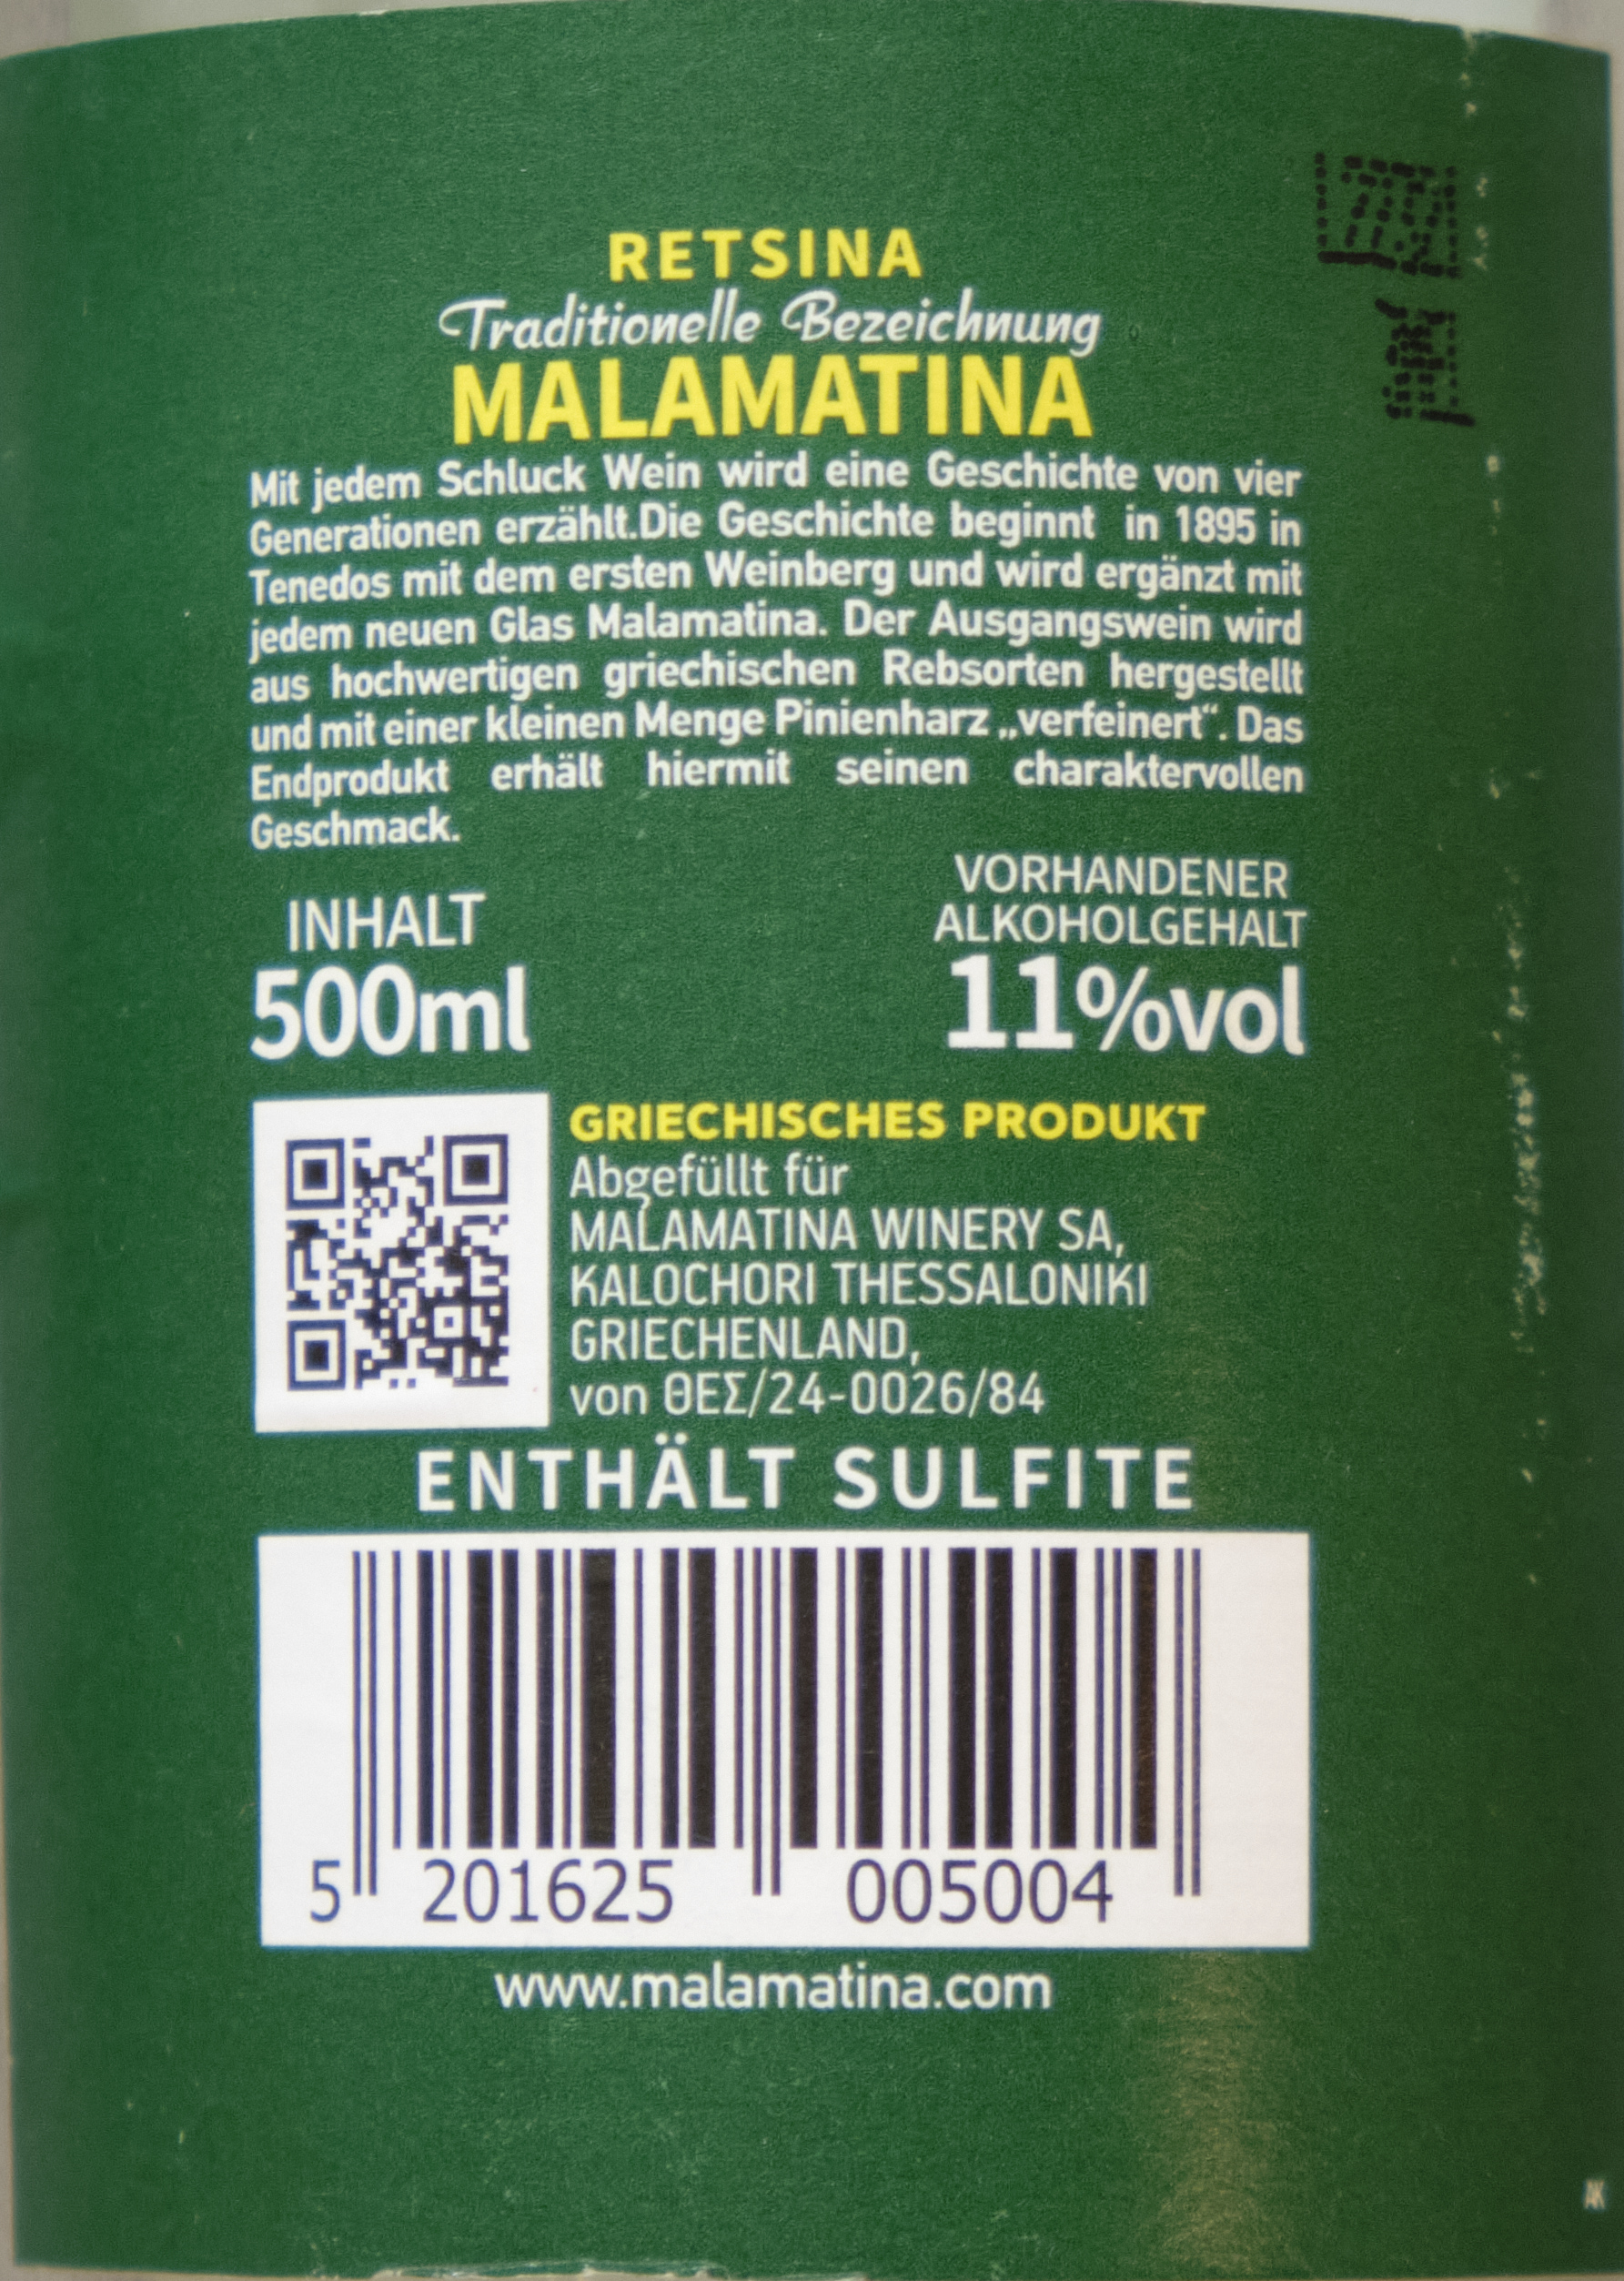 RETSINA
Traditionelle Bezeichnung
MALAMATINA
Mit jedem Schluck Wein wird eine Geschichte von vier
Generationen erzählt.Die Geschichte beginnt in 1895 in
Tenedos mit dem ersten Weinberg und wird ergänzt mit
jedem neuen Glas Malamatina. Der Ausgangswein wird
aus hochwertigen griechischen Rebsorten hergestellt
und mit einer kleinen Menge Pinienharz „verfeinert“. Das
Endprodukt erhält hiermit seinen charaktervollen
Geschmack.
INHALT
500ml
VORHANDENER
ALKOHOLGEHALT
11%vol
GRIECHISCHES PRODUKT
Abgefüllt für
MALAMATINA WINERY SA,
KALOCHORI THESSALONIKI
GRIECHENLAND,
von ΘΕΣ/24-0026/84
ENTHÄLT SULFITE
5 201625 005004
www.malamatina.com
AK